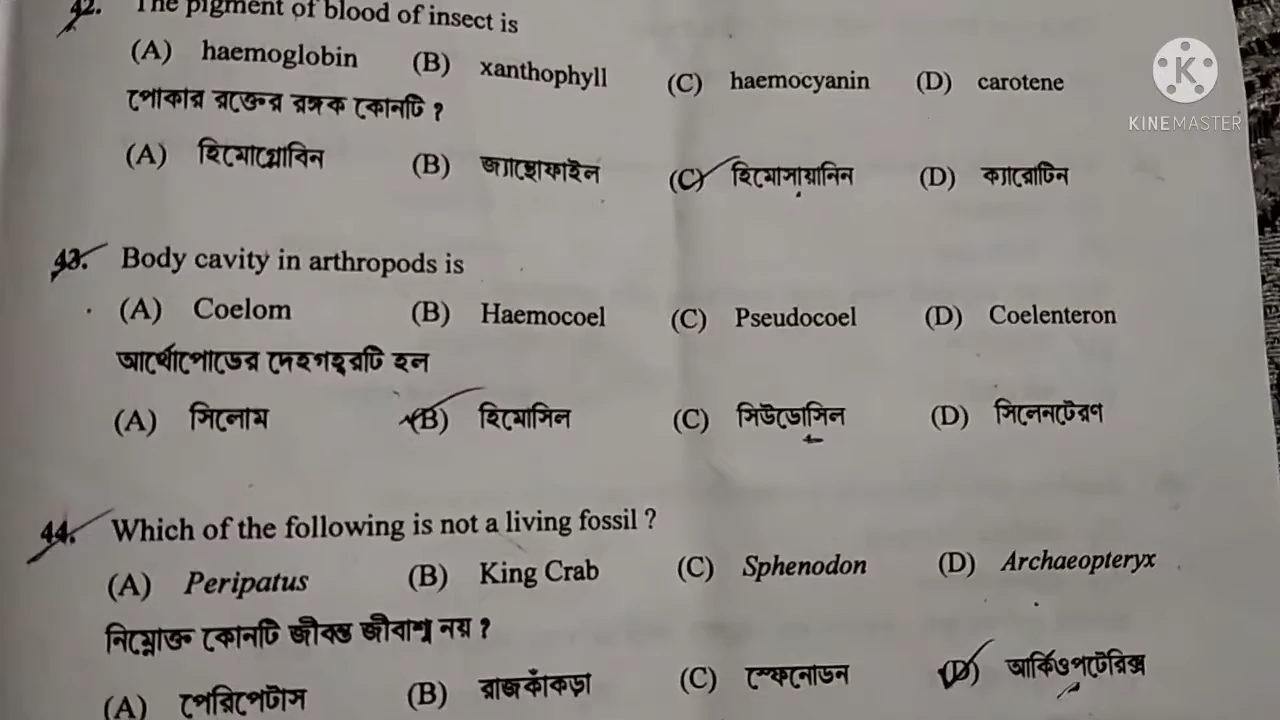 42. The pigment of blood of insect is
(A) haemoglobin (B) xanthophyll (C) haemocyanin (D) carotene
পোকার রক্তের রঙ্গক কোনটি ?
(A) হিমোগ্লোবিন (B) জ্যান্থোফাইল (C) হিমোসায়ানিন (D) ক্যারোটিন
43. Body cavity in arthropods is
(A) Coelom (B) Haemocoel (C) Pseudocoel (D) Coelenteron
আর্থোপোডের দেহগহ্বরটি হল
(A) সিলোম (B) হিমোসিল (C) সিউডোসিল (D) সিলেনটেরণ
44. Which of the following is not a living fossil ?
(A) Peripatus (B) King Crab (C) Sphenodon (D) Archaeopteryx
নিম্নোক্ত কোনটি জীবন্ত জীবাশ্ম নয় ?
(A) পেরিপেটাস (B) রাজকাঁকড়া (C) স্ফেনোডন (D) আর্কিওপটেরিক্স
K
KINEMASTER